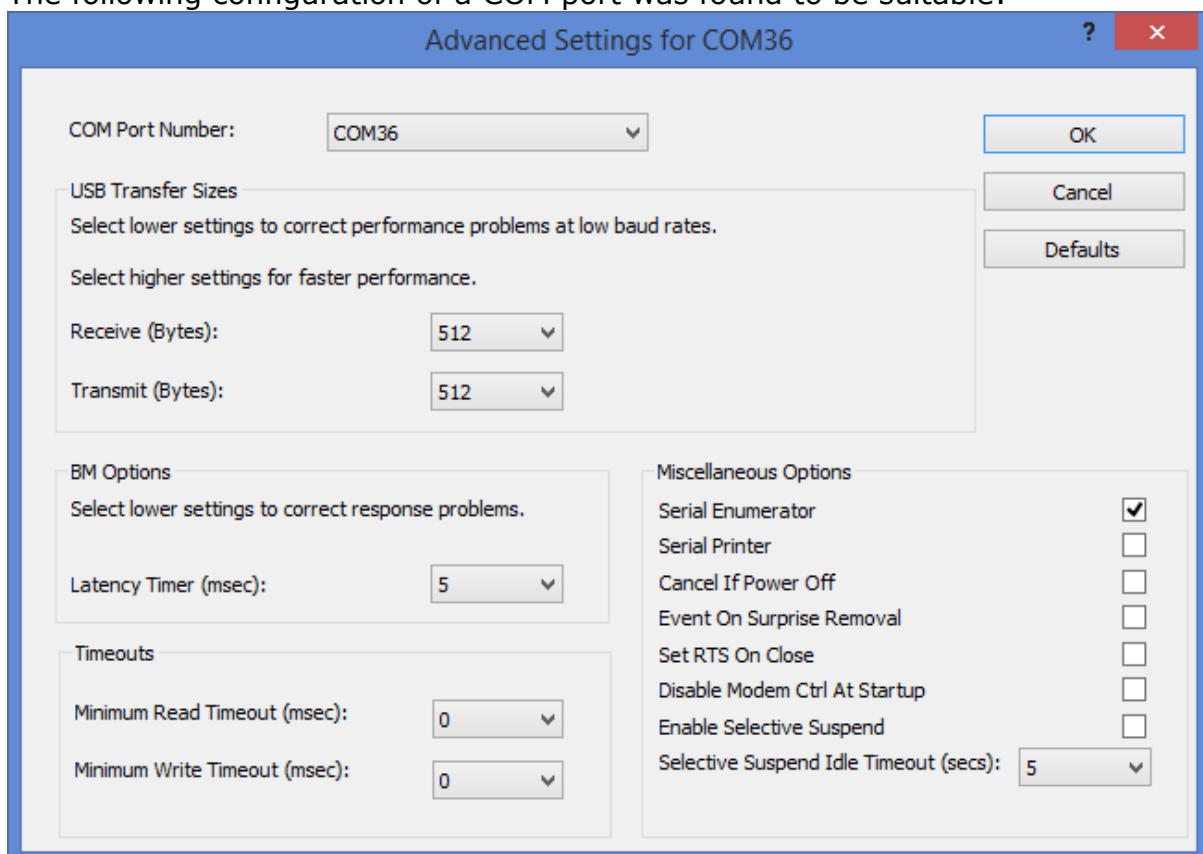 The following configuration of a COM port was found to be suitable:
Advanced Settings for COM36
?
COM Port Number:
COM36
OK
USB Transfer Sizes
Cancel
Select lower settings to correct performance problems at low baud rates.
Defaults
Select higher settings for faster performance.
Receive (Bytes):
512
Transmit (Bytes):
512
BM Options
Select lower settings to correct response problems.
Latency Timer (msec):
5
Timeouts
Minimum Read Timeout (msec):
0
Minimum Write Timeout (msec):
0
Miscellaneous Options
Serial Enumerator
Serial Printer
Cancel If Power Off
Event On Surprise Removal
Set RTS On Close
Disable Modem Ctrl At Startup
Enable Selective Suspend
Selective Suspend Idle Timeout (secs):
5